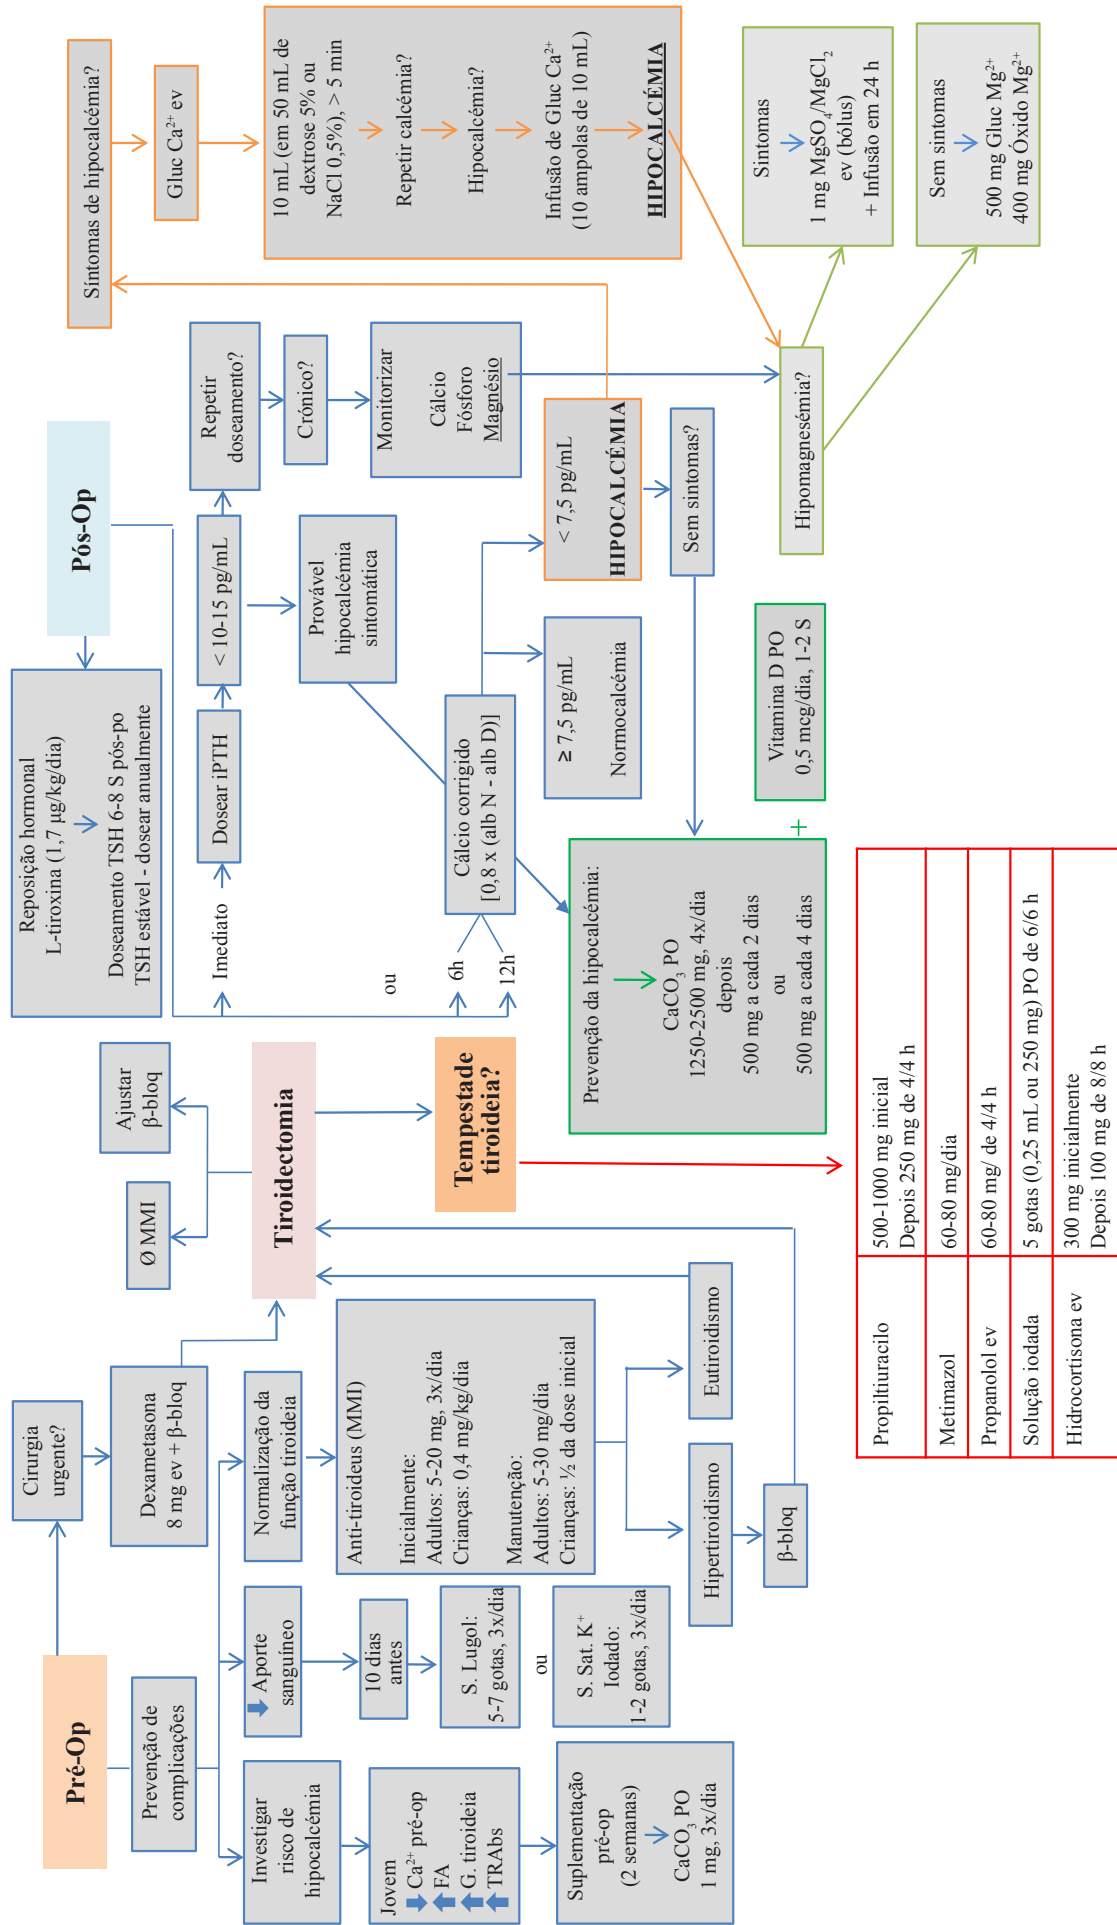 Pré-Op
Cirurgia
urgente?
Dexametasona
8 mg ev + β-bloq
Prevenção de
complicações
Investigar
risco de
hipocalcémia
Jovem
Ca²⁺ pré-op
FA
G. tiroideia
TRAbs
Suplementação
pré-op
(2 semanas)
CaCO₃ PO
1 mg, 3x/dia
Aporte
sanguíneo
10 dias
antes
S. Lugol:
5-7 gotas, 3x/dia
ou
S. Sat. K⁺
Iodado:
1-2 gotas, 3x/dia
Normalização da
função tiroideia
Anti-tiroideus (MMI)
Inicialmente:
Adultos: 5-20 mg, 3x/dia
Crianças: 0,4 mg/kg/dia
Manutenção:
Adultos: 5-30 mg/dia
Crianças: ½ da dose inicial
Hipertiroidismo
Eutiroidismo
β-bloq
Ø MMI
Ajustar
β-bloq
Tiroidectomia
Tempestade
tiroideia?
Propiltiuracilo
500-1000 mg inicial
Depois 250 mg de 4/4 h
Metimazol
60-80 mg/dia
Propanolol ev
60-80 mg/ de 4/4 h
Solução iodada
5 gotas (0,25 mL ou 250 mg) PO de 6/6 h
Hidrocortisona ev
300 mg inicialmente
Depois 100 mg de 8/8 h
Pós-Op
Reposição hormonal
L-tiroxina (1,7 µg/kg/dia)
Doseamento TSH 6-8 S pós-po
TSH estável - dosear anualmente
Imediato
ou
6h
12h
Dosear iPTH
< 10-15 pg/mL
Repetir
doseamento?
Crónico?
Monitorizar
Cálcio
Fósforo
Magnésio
Provável
hipocalcémia
sintomática
Cálcio corrigido
[0,8 x (alb N - alb D)]
≥ 7,5 pg/mL
Normocalcémia
< 7,5 pg/mL
HIPOCALCÉMIA
Sem sintomas?
Prevenção da hipocalcémia:
CaCO₃ PO
1250-2500 mg, 4x/dia
depois
500 mg a cada 2 dias
ou
500 mg a cada 4 dias
+
Vitamina D PO
0,5 mcg/dia, 1-2 S
Sintomas de hipocalcémia?
Gluc Ca²⁺ ev
10 mL (em 50 mL de
dextrose 5% ou
NaCl 0,5%), > 5 min
Repetir calcémia?
Hipocalcémia?
Infusão de Gluc Ca²⁺
(10 ampolas de 10 mL)
HIPOCALCÉMIA
Hipomagnesémia?
Sintomas
1 mg MgSO₄/MgCl₂
ev (bólus)
+ Infusão em 24 h
Sem sintomas
500 mg Gluc Mg²⁺
400 mg Óxido Mg²⁺